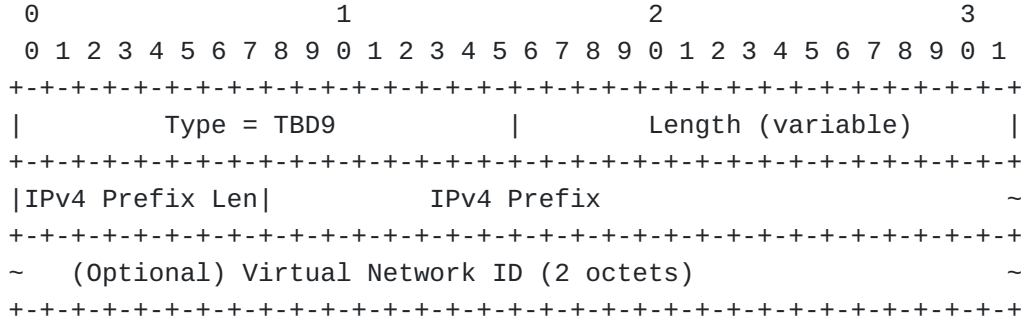 0                   1                   2                   3
 0 1 2 3 4 5 6 7 8 9 0 1 2 3 4 5 6 7 8 9 0 1 2 3 4 5 6 7 8 9 0 1
+-+-+-+-+-+-+-+-+-+-+-+-+-+-+-+-+-+-+-+-+-+-+-+-+-+-+-+-+-+-+-+-+
|         Type = TBD9           |        Length (variable)      |
+-+-+-+-+-+-+-+-+-+-+-+-+-+-+-+-+-+-+-+-+-+-+-+-+-+-+-+-+-+-+-+-+
|IPv4 Prefix Len|          IPv4 Prefix                          ~
+-+-+-+-+-+-+-+-+-+-+-+-+-+-+-+-+-+-+-+-+-+-+-+-+-+-+-+-+-+-+-+-+
~   (Optional) Virtual Network ID (2 octets)                    ~
+-+-+-+-+-+-+-+-+-+-+-+-+-+-+-+-+-+-+-+-+-+-+-+-+-+-+-+-+-+-+-+-+